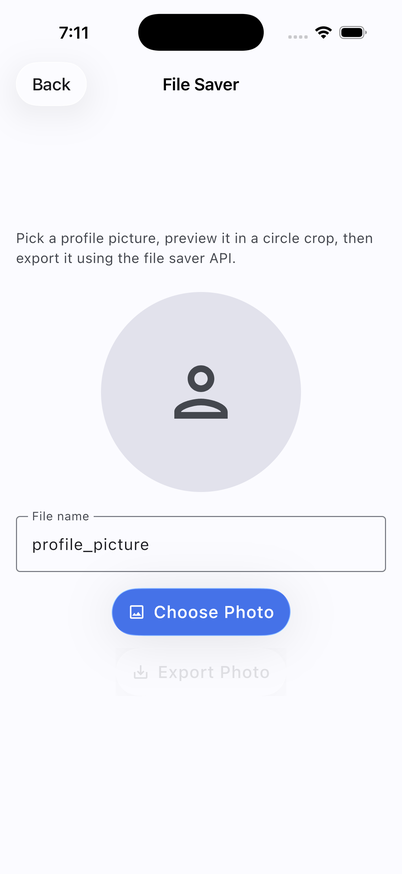 7:11
Back
File Saver
Pick a profile picture, preview it in a circle crop, then
export it using the file saver API.
File name
profile_picture
Choose Photo
Export Photo